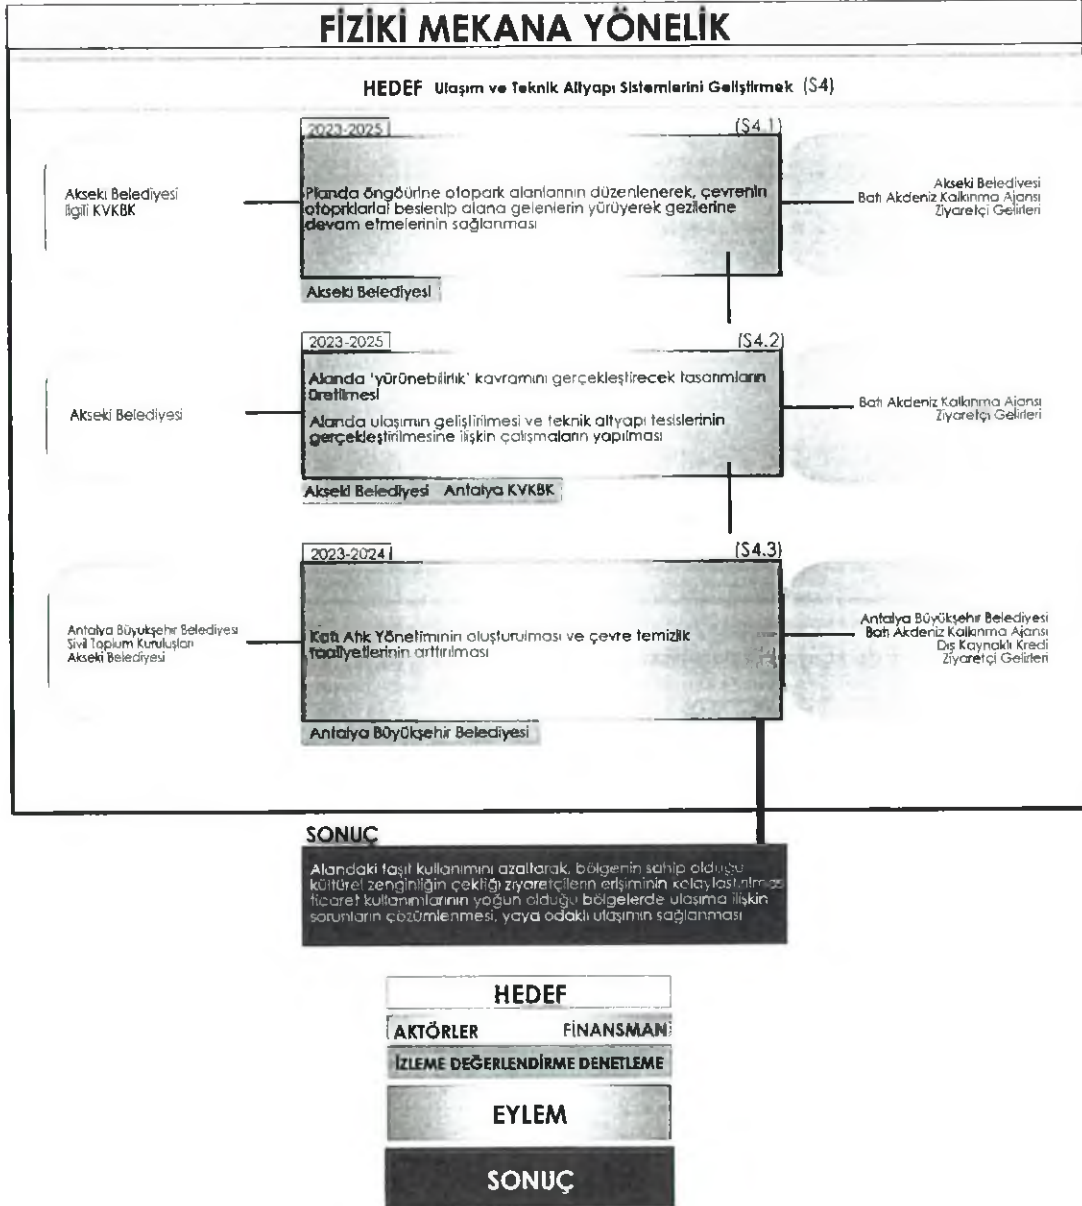 FİZİKİ MEKANA YÖNELİK
HEDEF Ulaşım ve Teknik Altyapı Sistemlerini Geliştirmek (S4)
2023-2025
(S4.1)
Akseki Belediyesi
İlgili KVKBK
Planda öngöürlne otopark alanlarının düzenlenerek, çevrenin
otoprklarlal beslenip alana gelenlerin yürüyerek gezilerine
devam etmelerinin sağlanması
Akseki Belediyesi
Batı Akdeniz Kalkınma Ajansı
Ziyaretçi Gelirleri
Akseki Belediyesi
2023-2025
(S4.2)
Akseki Belediyesi
Alanda 'yürünebilirlik' kavramını gerçekleştirecek tasarımların
üretilmesi
Alanda ulaşımın geliştirilmesi ve teknik altyapı tesislerinin
gerçekleştirilmesine ilişkin çalışmaların yapılması
Batı Akdeniz Kalkınma Ajansı
Ziyaretçi Gelirleri
Akseki Belediyesi Antalya KVKBK
2023-2024
(S4.3)
Antalya Büyükşehir Belediyesi
Sivil Toplum Kuruluşları
Akseki Belediyesi
Katı Atık Yönetiminin oluşturulması ve çevre temizlik
faaliyetlerinin arttırılması
Antalya Büyükşehir Belediyesi
Batı Akdeniz Kalkınma Ajansı
Dış Kaynaklı Kredi
Ziyaretçi Gelirleri
Antalya Büyükşehir Belediyesi
SONUÇ
Alandaki taşıt kullanımını azaltarak, bölgenin sahip olduğu
kültürel zenginliğin çektiği ziyaretçilerin erişiminin kolaylaştırılması
ticaret kullanımlarının yoğun olduğu bölgelerde ulaşıma ilişkin
sorunların çözümlenmesi, yaya odaklı ulaşımın sağlanması
HEDEF
AKTÖRLER FİNANSMAN
İZLEME DEĞERLENDİRME DENETLEME
EYLEM
SONUÇ